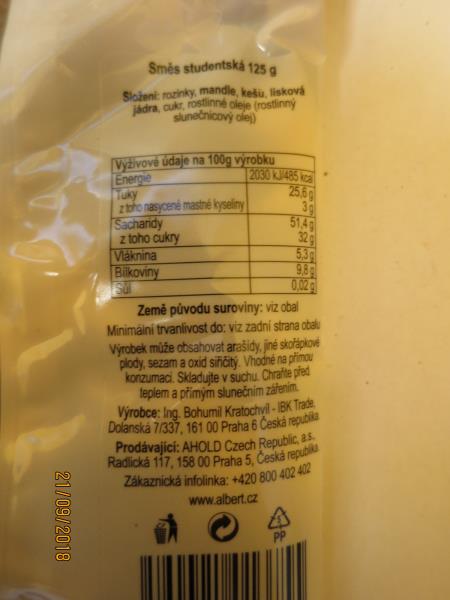 Směs studentská 125 g
Složení: rozinky, mandle, kešu, lísková
jádra, cukr, rostlinné oleje (rostlinný
slunečnicový olej)
Výživové údaje na 100g výrobku
Energie 2030 kJ/485 kcal
Tuky 25,6 g
z toho nasycené mastné kyseliny 3 g
Sacharidy 51,4 g
z toho cukry 32 g
Vláknina 5,3 g
Bílkoviny 9,8 g
Sůl 0,02 g
Země původu suroviny: viz obal
Minimální trvanlivost do: viz zadní strana obalu
Výrobek může obsahovat arašídy, jiné skořápkové
plody, sezam a oxid siřičitý. Vhodné na přímou
konzumaci. Skladujte v suchu. Chraňte před
teplem a přímým slunečním zářením.
Výrobce: Ing. Bohumil Kratochvíl - IBK Trade,
Dolanská 7/337, 161 00 Praha 6 Česká republika
Prodávající: AHOLD Czech Republic, a.s.,
Radlická 117, 158 00 Praha 5, Česká republika
Zákaznická infolinka: +420 800 402 402
www.albert.cz
5
PP
21/09/2018